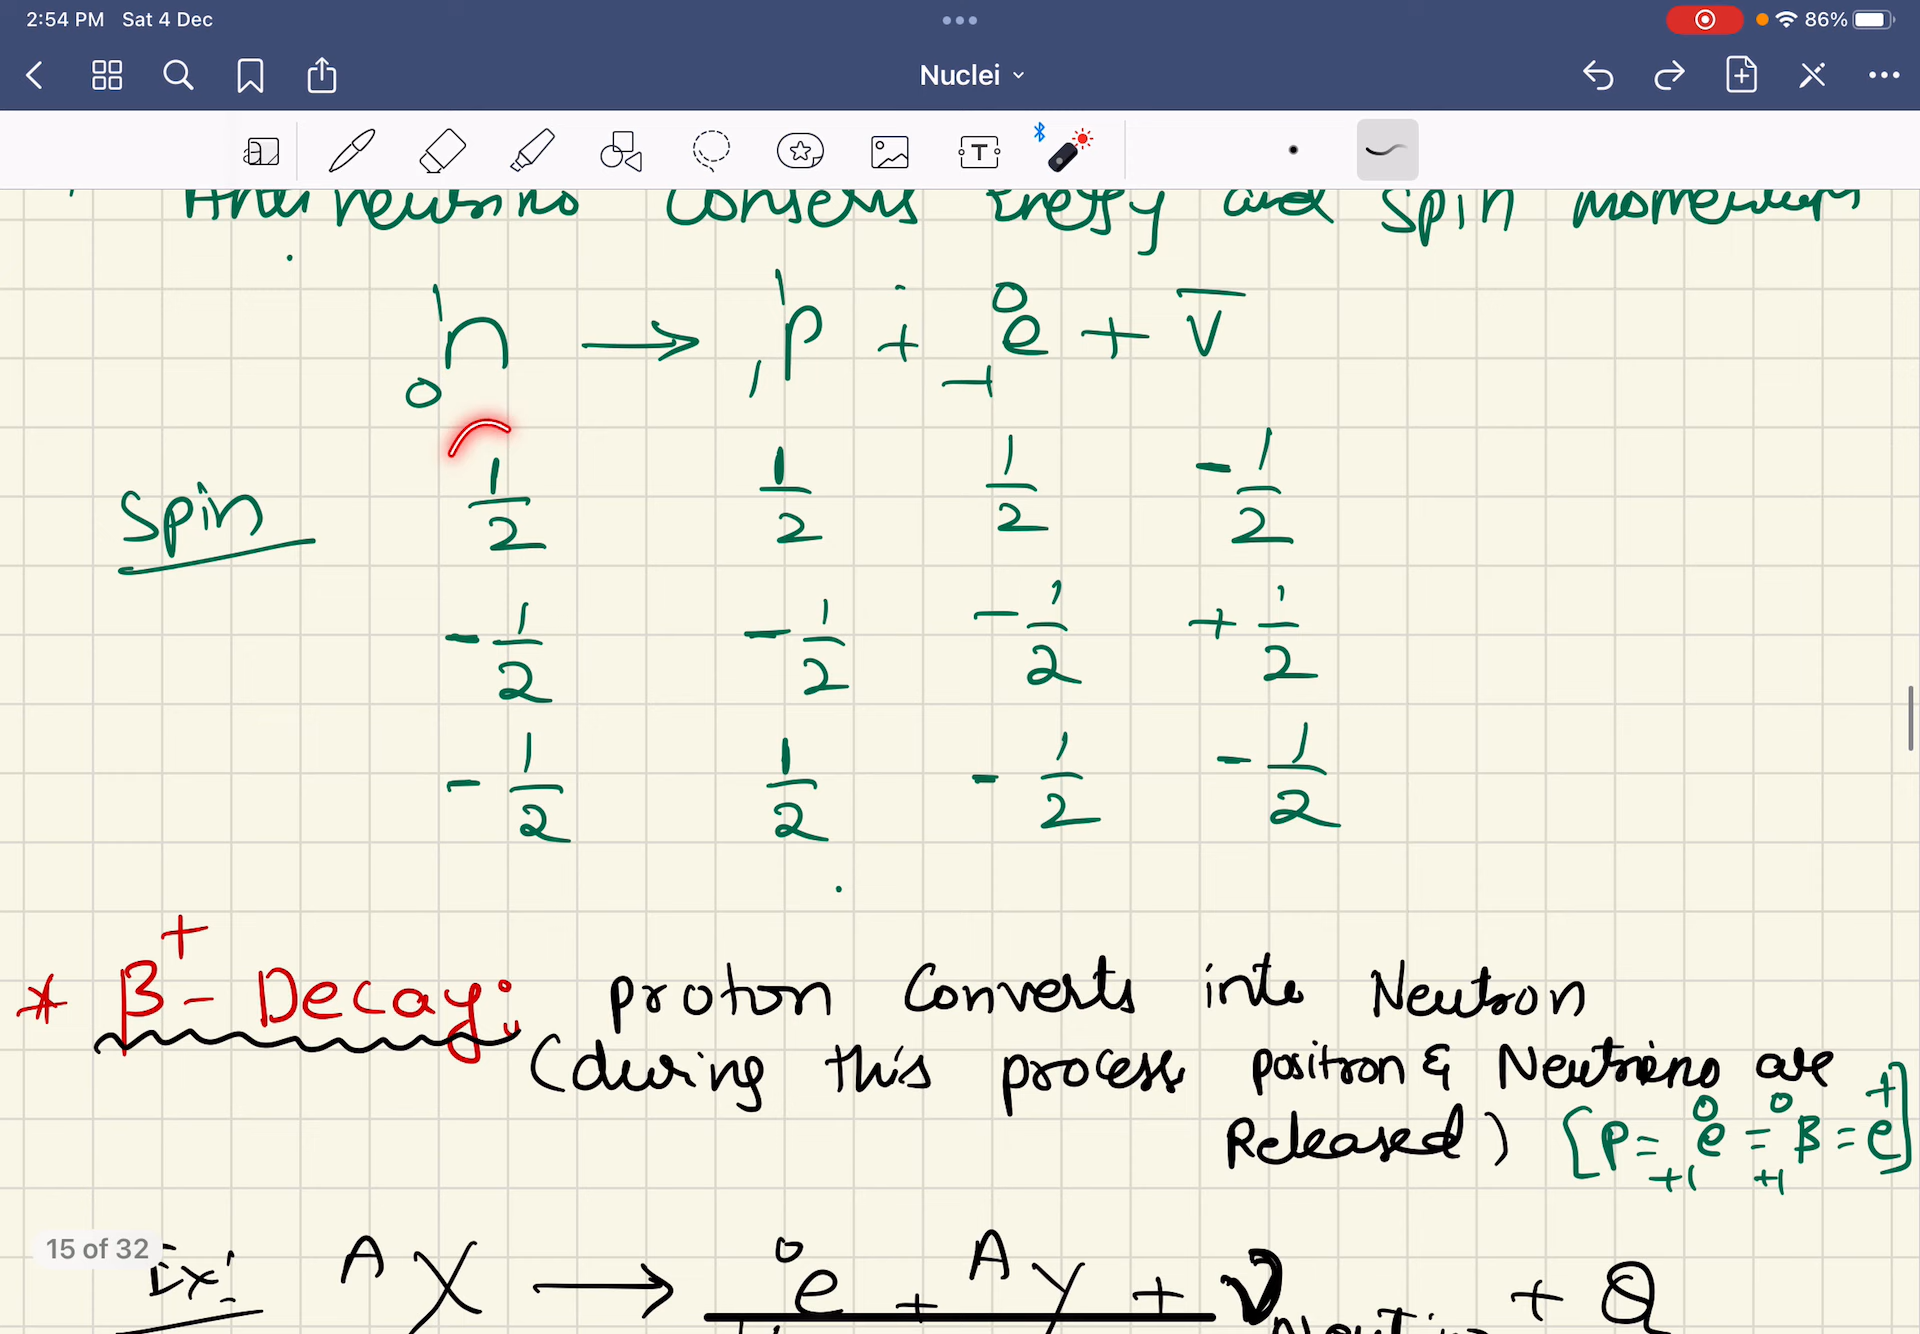 2:54 PM Sat 4 Dec
86%
Nuclei
T
Antineutrino Conserves Energy and Spin momentum
¹₀n → ¹₁p + ⁰₋₁e + v̅
Spin 1/2 1/2 1/2 -1/2
-1/2 -1/2 -1/2 +1/2
-1/2 1/2 -1/2 -1/2
* β⁺- Decay: proton Converts into Neutron
(during this process positron & Neutrino are
Released) [P = ⁰₊₁e = ⁰₊₁β = e⁺]
15 of 32
Ex: ᴬX → ⁰e + ᴬY + ν + Q